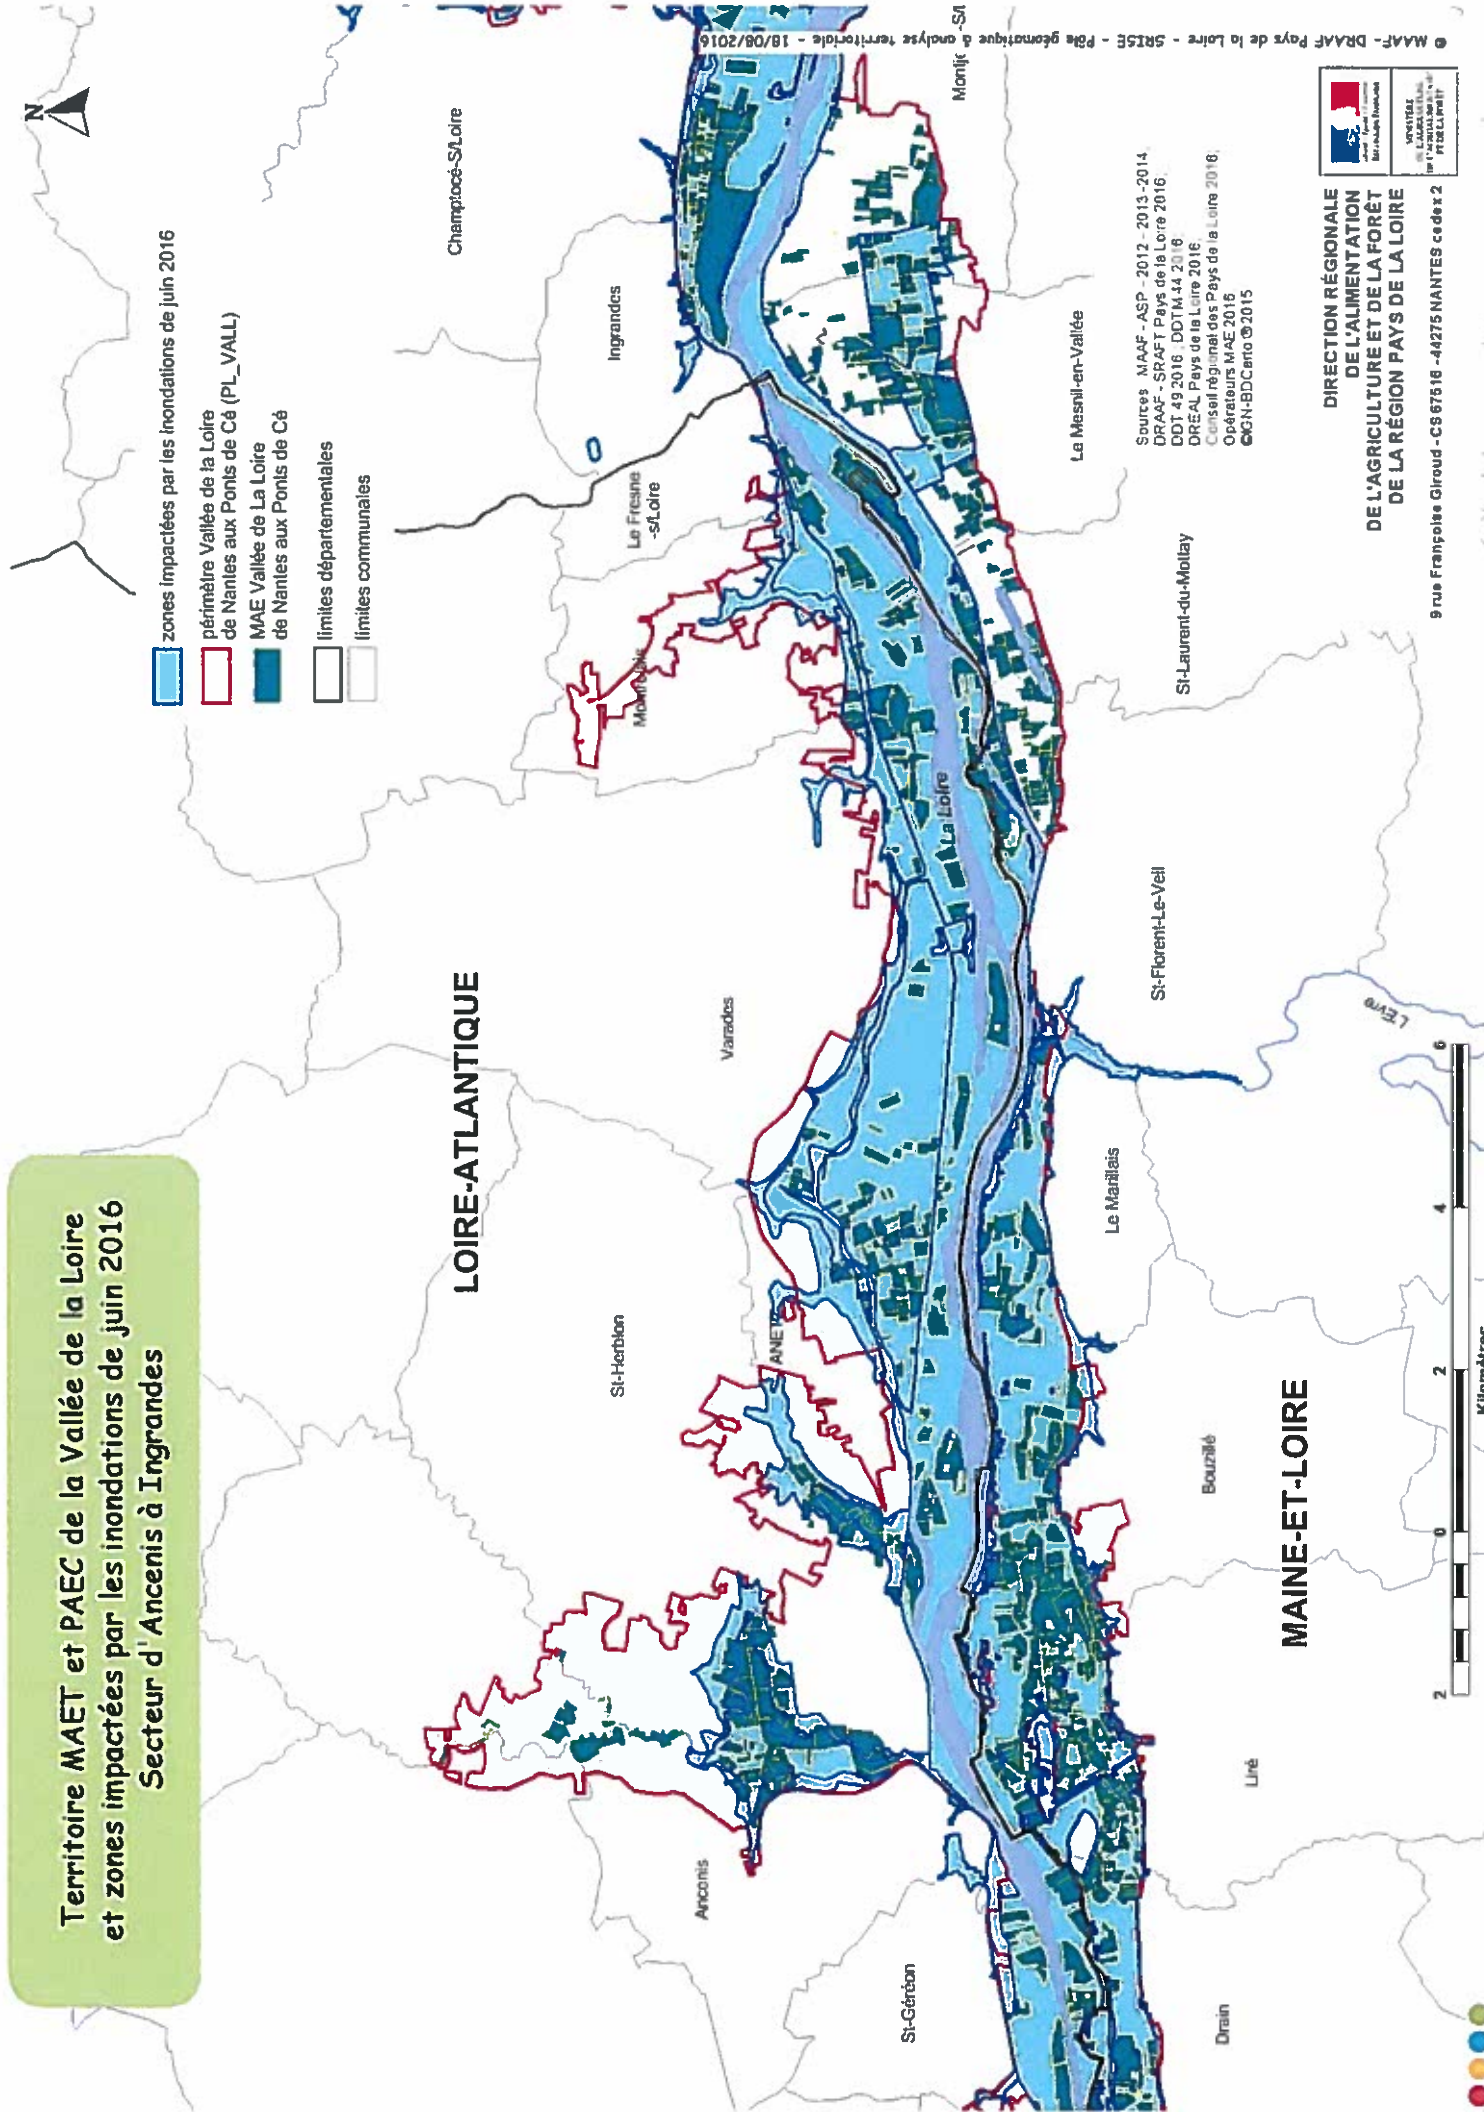 Territoire MAET et PAEC de la Vallée de la Loire
et zones impactées par les inondations de juin 2016
Secteur d'Ancenis à Ingrandes
N
zones impactées par les inondations de juin 2016
périmètre Vallée de la Loire
de Nantes aux Ponts de Cé (PL_VALL)
MAE Vallée de La Loire
de Nantes aux Ponts de Cé
limites départementales
limites communales
LOIRE-ATLANTIQUE
Champtocé-S/Loire
Ingrandes
Le Fresne
-s/Loire
Montrelais
Varades
St-Herblon
ANET
Anconis
St-Géréon
La Loire
Montjc
-S/l
Le Mesnil-en-Vallée
St-Laurent-du-Mottay
St-Florent-Le-Veil
L'Evre
Le Marillais
Bouzillé
MAINE-ET-LOIRE
Liré
Drain
Sources MAAF - ASP - 2012 - 2013 - 2014
DRAAF - SRAFT Pays de la Loire 2016;
DDT 49 2016; DDTM 44 2016
DREAL Pays de la Loire 2016;
Conseil régional des Pays de la Loire 2016;
Opérateurs MAE 2016
©IGN-BDCarto ® 2015
DIRECTION RÉGIONALE
DE L'ALIMENTATION
DE L'AGRICULTURE ET DE LA FORÊT
DE LA RÉGION PAYS DE LA LOIRE
9 rue Françoise Giroud - CS 67516 - 44275 NANTES cedex 2
MINISTÈRE
2 0 2 4 6
Kilomètres
© MAAF - DRAAF Pays de la Loire - SRISE - Pôle géomatique & analyse territoriale - 18/08/2016